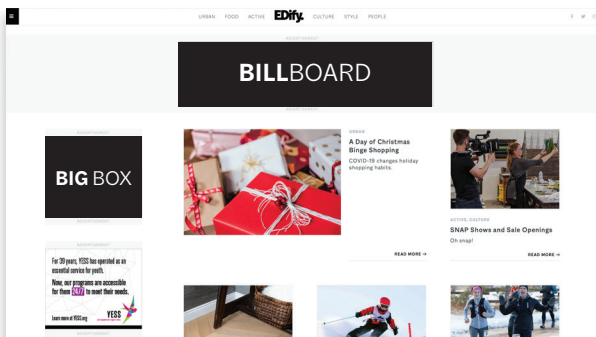 URBAN FOOD ACTIVE EDify. CULTURE STYLE PEOPLE
ADVERTISEMENT
BILLBOARD
ADVERTISEMENT
ADVERTISEMENT
BIG BOX
ADVERTISEMENT
URBAN
A Day of Christmas
Binge Shopping
COVID-19 changes holiday
shopping habits.
READ MORE →
ACTIVE, CULTURE
SNAP Shows and Sale Openings
Oh snap!
READ MORE →
ADVERTISEMENT
For 39 years, YESS has operated as an
essential service for youth.
Now, our programs are accessible
for them 24/7 to meet their needs.
Learn more at YESS.org
YESS
ADVERTISEMENT